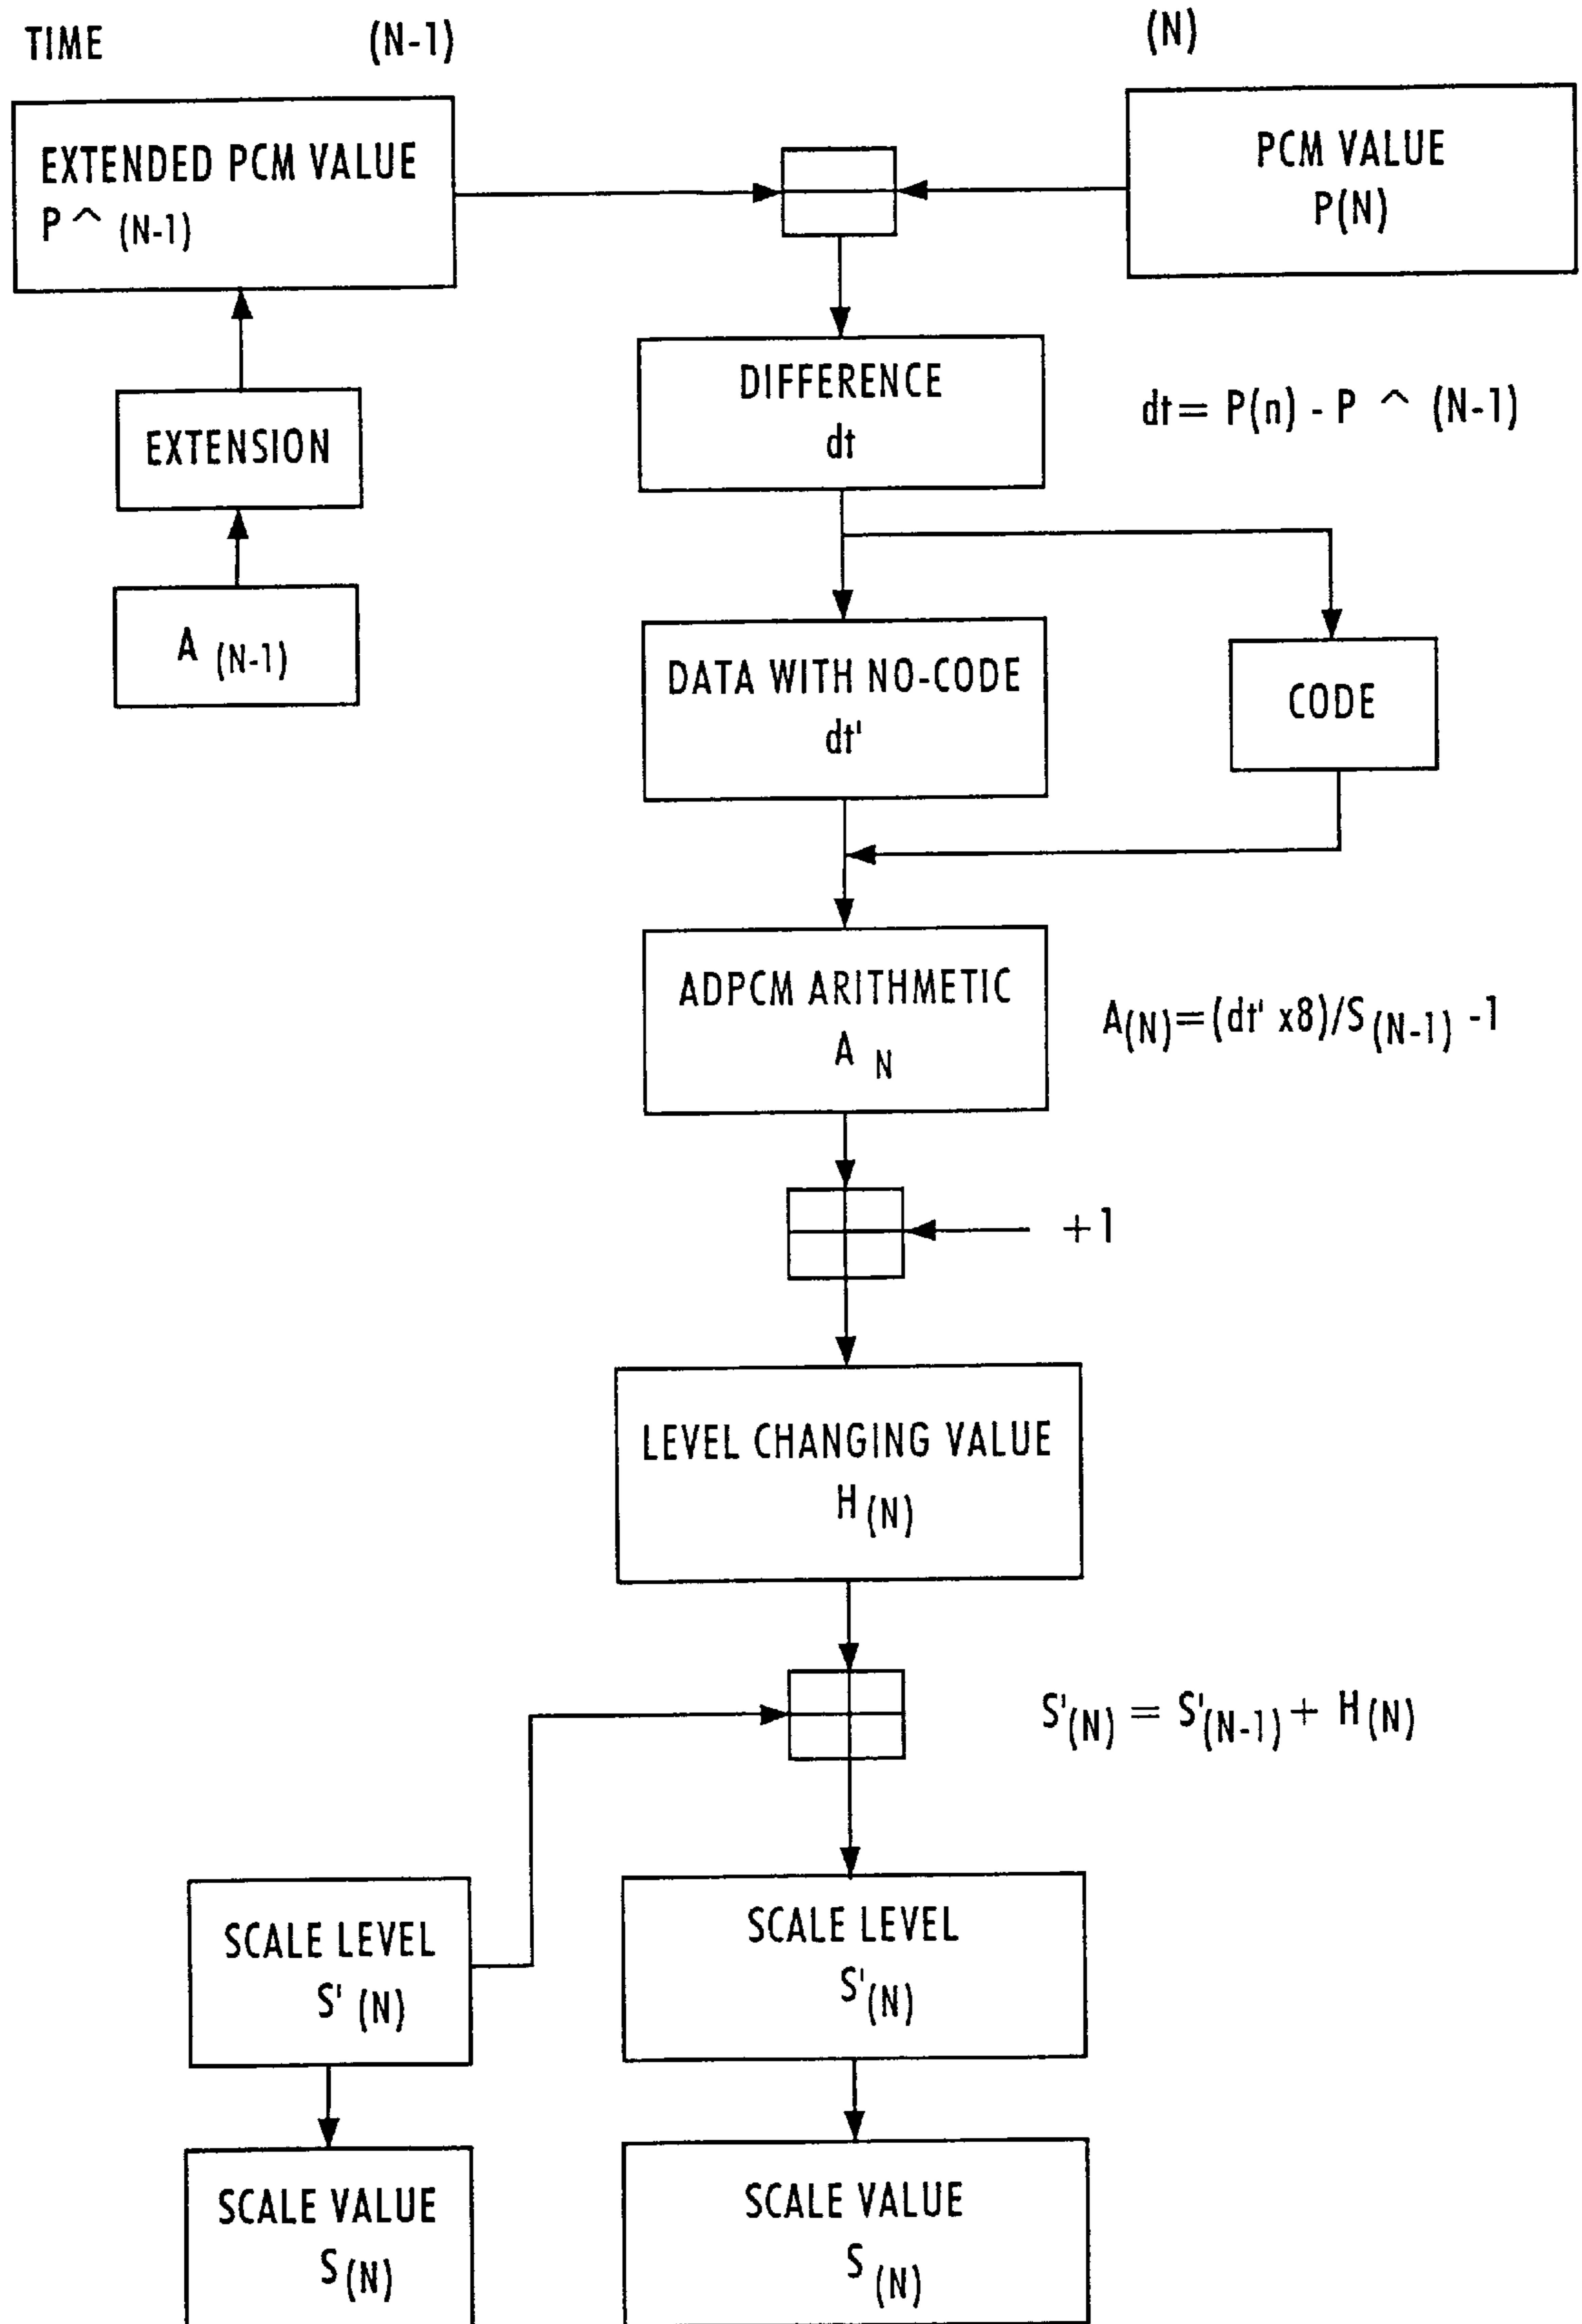 TIME (N-1) (N)
EXTENDED PCM VALUE
P ^ (N-1)
PCM VALUE
P(N)
EXTENSION
A (N-1)
DIFFERENCE
dt
dt = P(n) - P ^ (N-1)
DATA WITH NO-CODE
dt'
CODE
ADPCM ARITHMETIC
A N
A(N)=(dt' x8)/S(N-1) -1
+1
LEVEL CHANGING VALUE
H(N)
S'(N) = S'(N-1) + H(N)
SCALE LEVEL
S' (N)
SCALE LEVEL
S'(N)
SCALE VALUE
S (N)
SCALE VALUE
S (N)